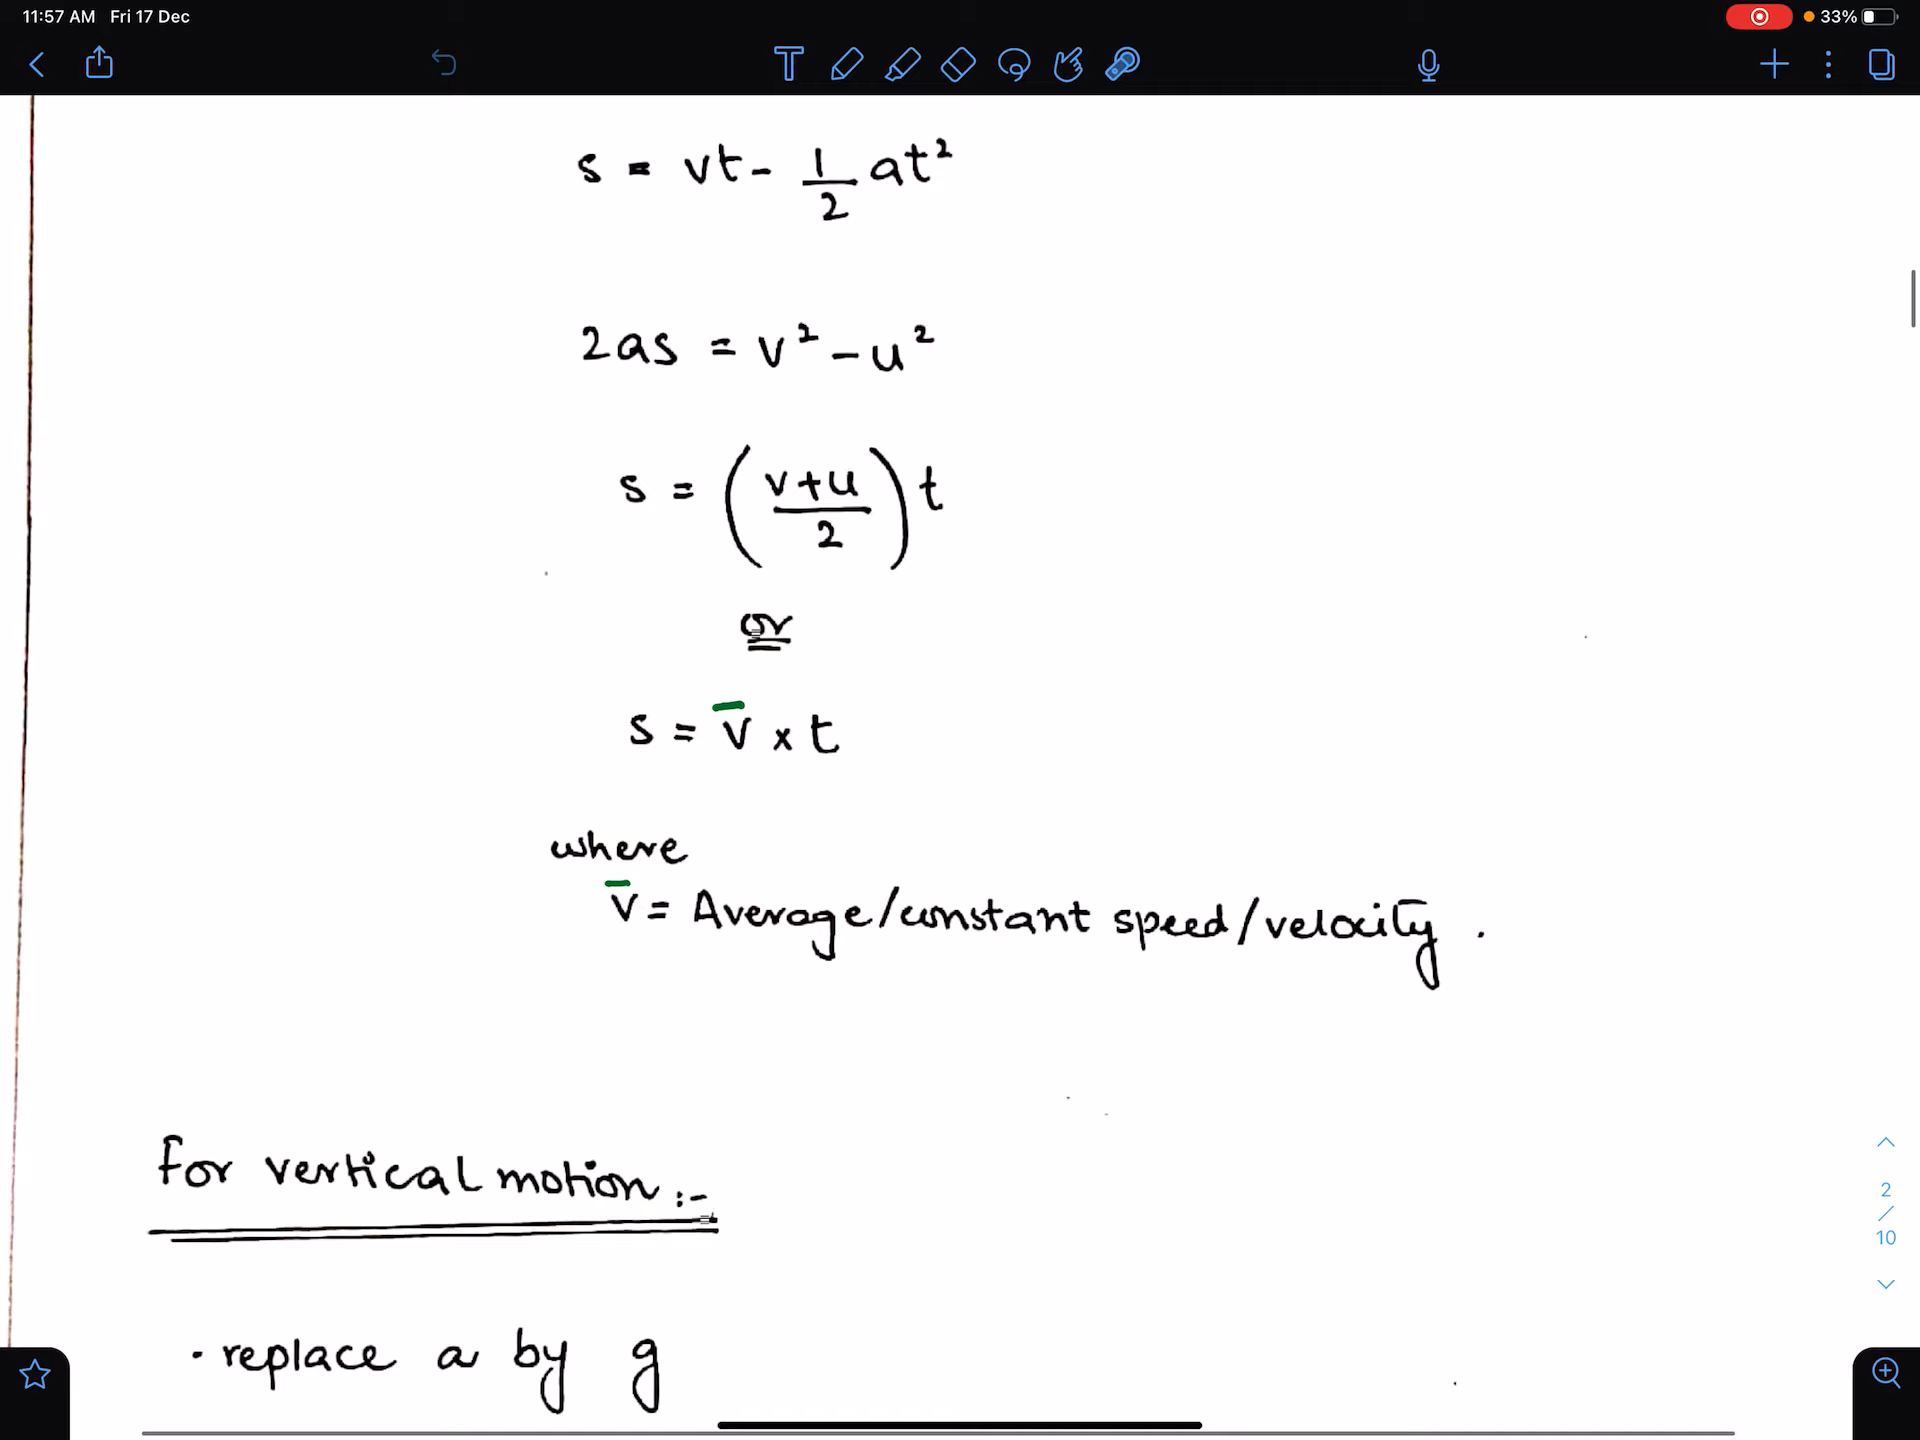 11:57 AM Fri 17 Dec
33%
s = vt - 1/2 at²
2as = v² - u²
s = (v+u/2) t
or
s = v̄ × t
where
v̄ = Average/constant speed/velocity.
For vertical motion :-
2
/
10
· replace a by g